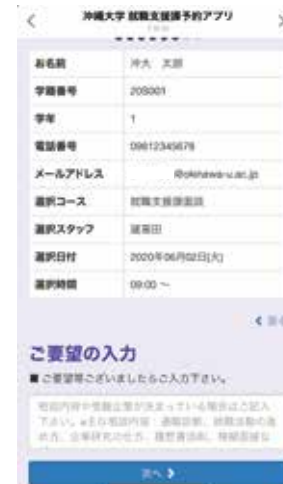 沖縄大学 就職支援課予約アプリ
お名前 沖大 太郎
学籍番号 20S001
学年 1
電話番号 09812345678
メールアドレス @okinawa-u.ac.jp
選択コース 就職支援課面談
選択スタッフ
選択日付 2020年06月02日(火)
選択時間 09:00 ～
ご要望の入力
■ご要望等ございましたらご入力下さい。
次へ